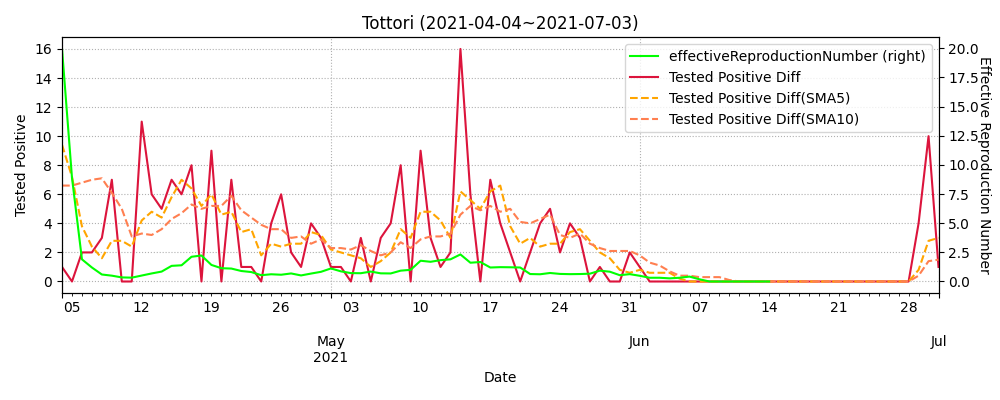 Tottori (2021-04-04~2021-07-03)
effectiveReproductionNumber (right)
Tested Positive Diff
Tested Positive Diff(SMA5)
Tested Positive Diff(SMA10)
Tested Positive
16
14
12
10
8
6
4
2
0
20.0
17.5
15.0
12.5
10.0
7.5
5.0
2.5
0.0
Effective Reproduction Number
05 12 19 26 03 10 17 24 31 07 14 21 28
May Jun Jul
2021
Date